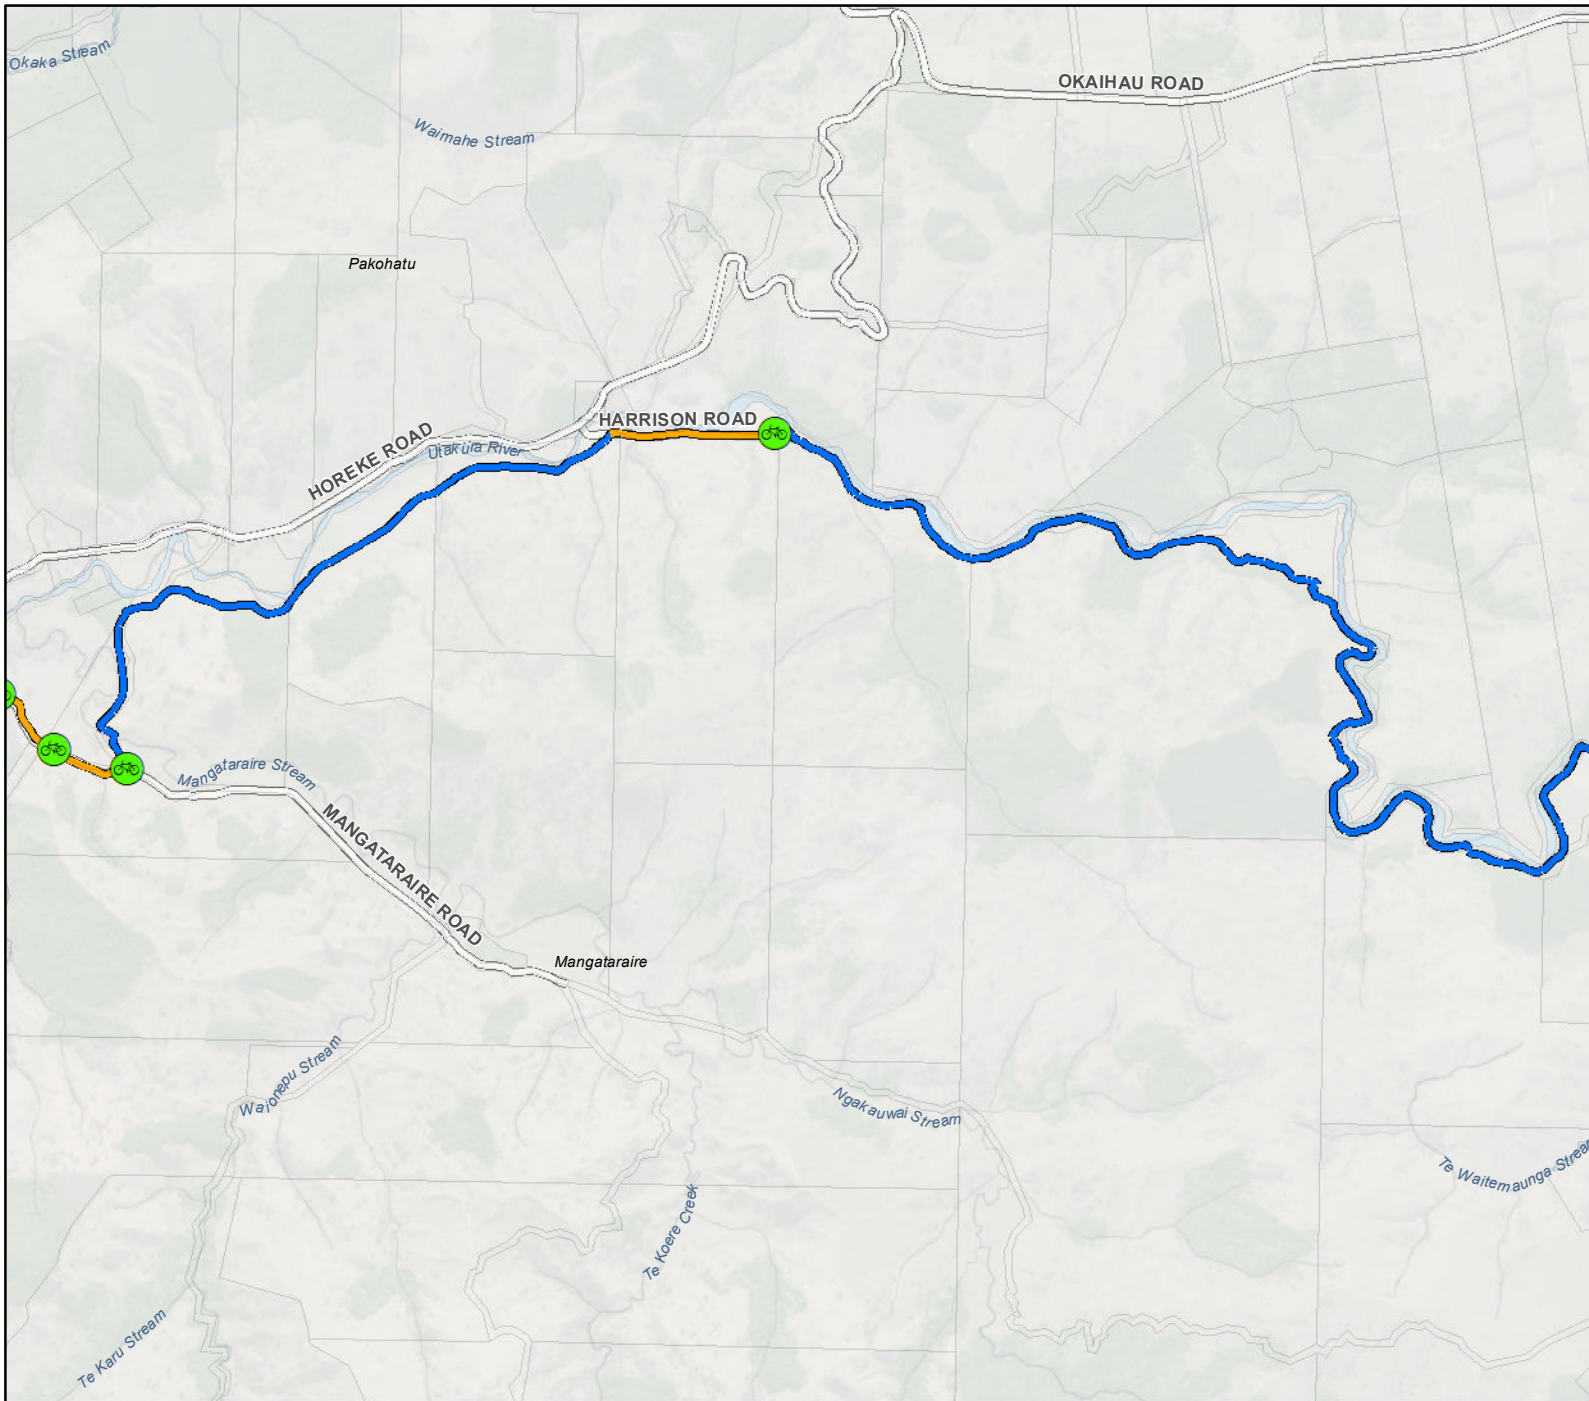 Okaka Stream
OKAIHAU ROAD
Waimahe Stream
Pakohatu
HARRISON ROAD
HOREKE ROAD
Utakura River
Mangataraire Stream
MANGATARAIRE ROAD
Mangataraire
Waionepu Stream
Ngakauwai Stream
Te Waitemaunga Stream
Te Koere Creek
Te Karu Stream